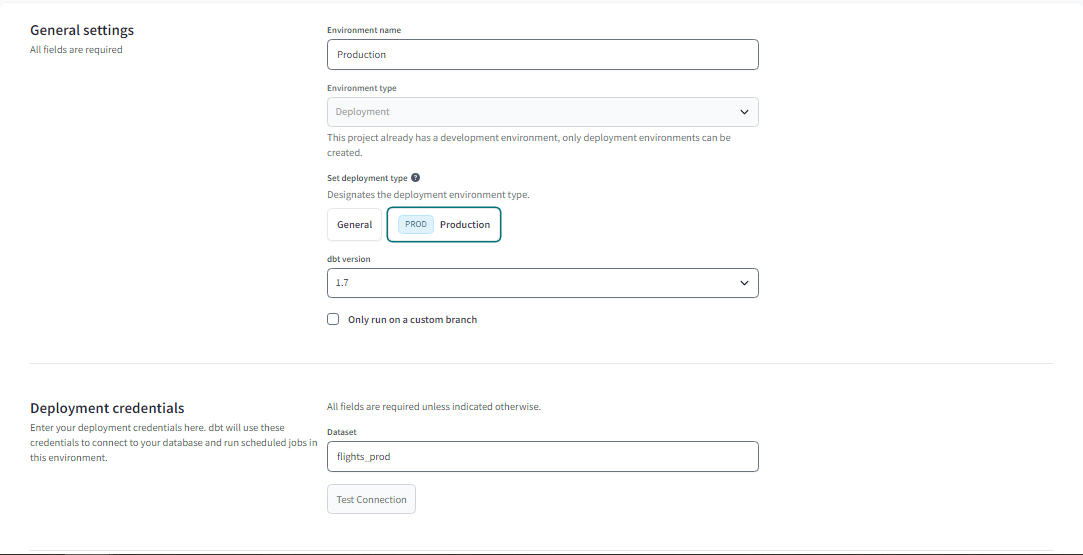 General settings
All fields are required
Environment name
Production
Environment type
Deployment
This project already has a development environment, only deployment environments can be
created.
Set deployment type ?
Designates the deployment environment type.
General
PROD Production
dbt version
1.7
Only run on a custom branch
Deployment credentials
Enter your deployment credentials here. dbt will use these
credentials to connect to your database and run scheduled jobs in
this environment.
All fields are required unless indicated otherwise.
Dataset
flights_prod
Test Connection